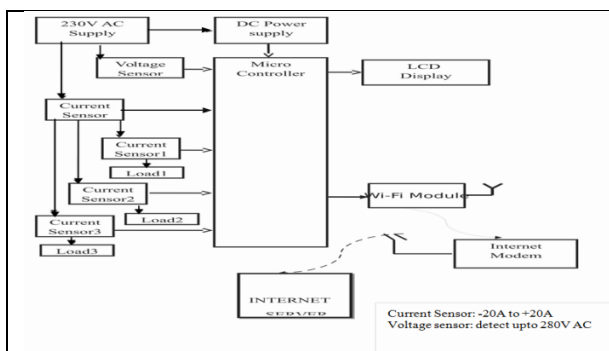 230V AC
Supply
DC Power
supply
Voltage
Sensor
Micro
Controller
LCD
Display
Current
Sensor
Current
Sensor1
Load1
Current
Sensor2
Load2
Current
Sensor3
Load3
Wi-Fi Module
Internet
Modem
INTERNET
SERVER
Current Sensor: -20A to +20A
Voltage sensor: detect upto 280V AC